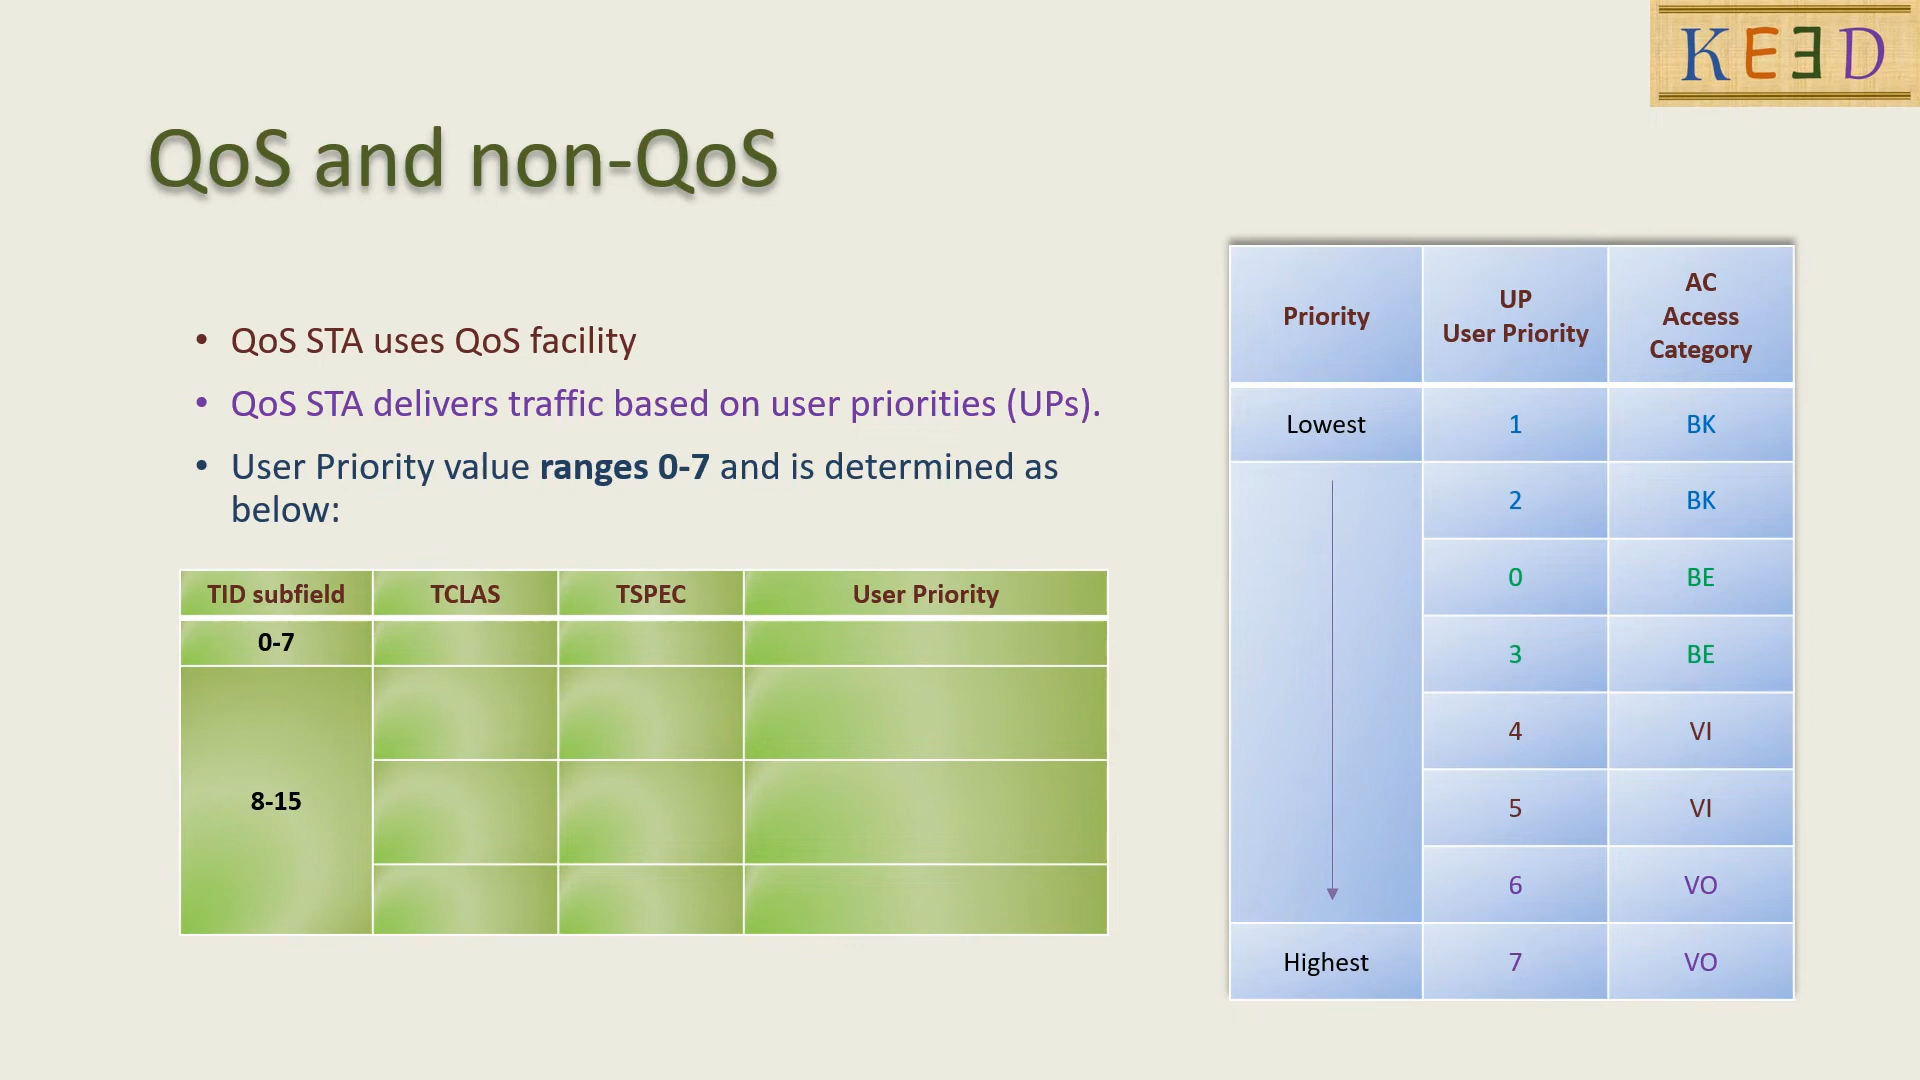 KEED
QoS and non-QoS
• QoS STA uses QoS facility
• QoS STA delivers traffic based on user priorities (UPs).
• User Priority value ranges 0-7 and is determined as
below:
TID subfield TCLAS TSPEC User Priority
0-7
8-15
Priority UP User Priority AC Access Category
Lowest 1 BK
2 BK
0 BE
3 BE
4 VI
5 VI
6 VO
Highest 7 VO